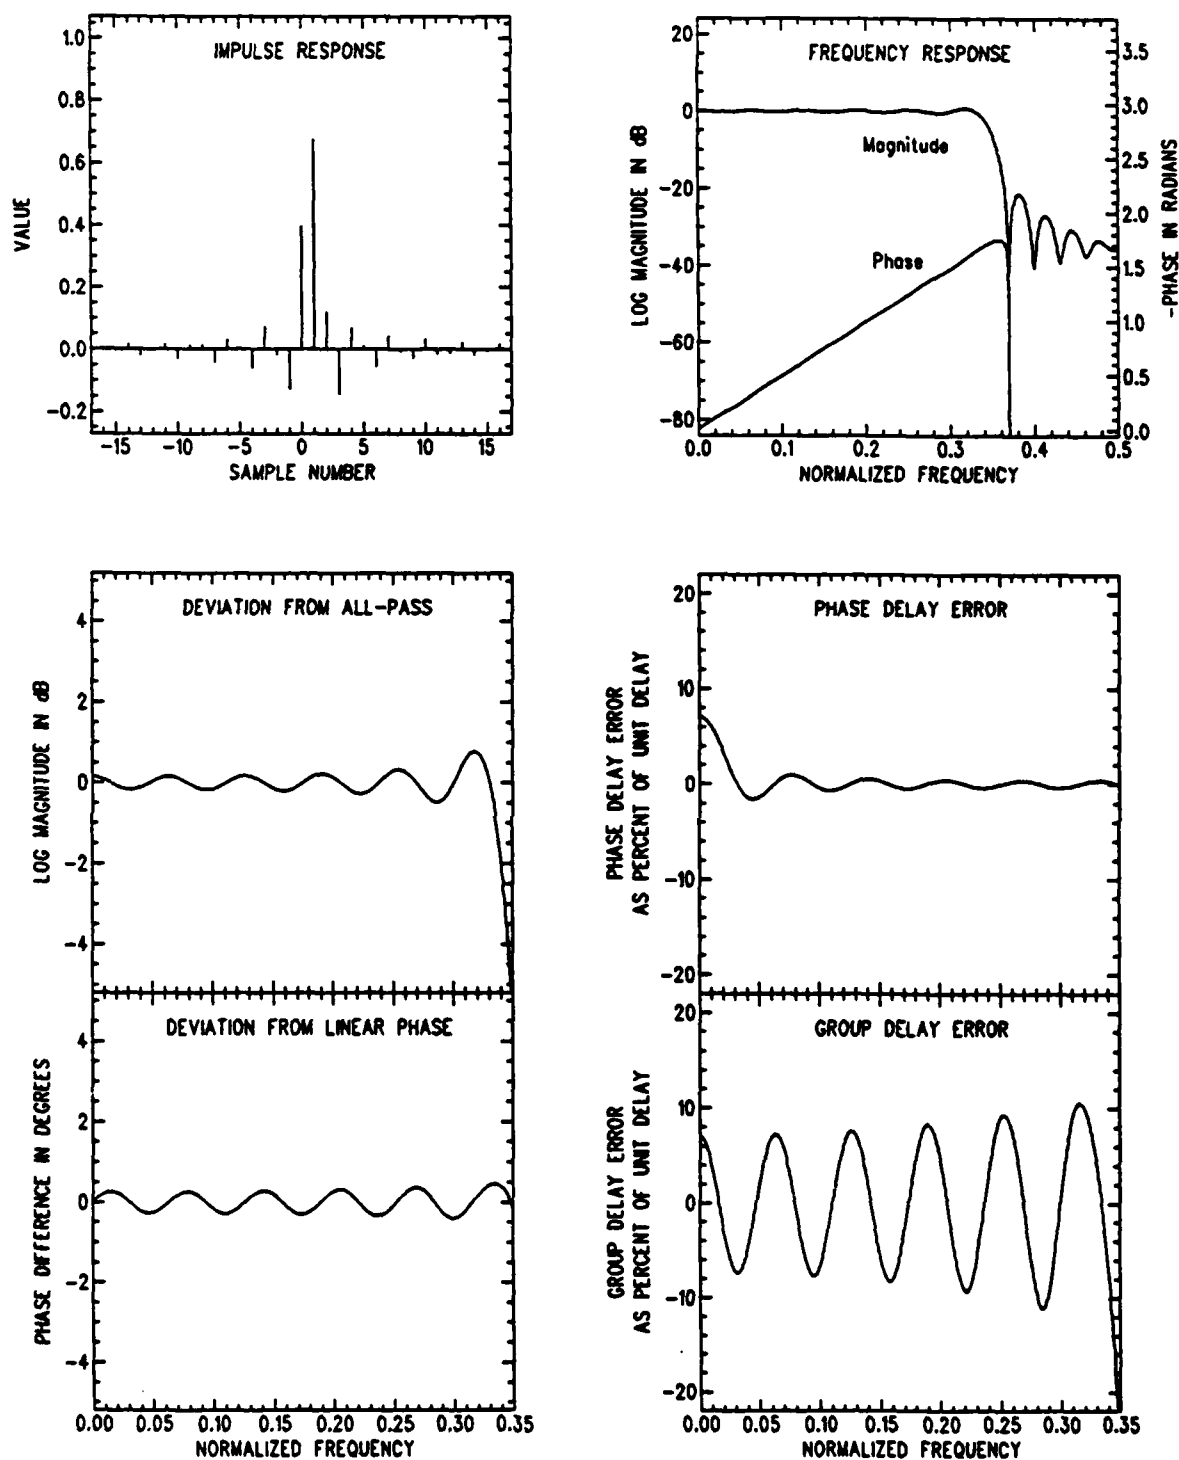 IMPULSE RESPONSE
1.0
0.8
0.6
0.4
0.2
0.0
-0.2
VALUE
-15 -10 -5 0 5 10 15
SAMPLE NUMBER
FREQUENCY RESPONSE
20
0
-20
-40
-60
-80
LOG MAGNITUDE IN dB
Magnitude
Phase
3.5
3.0
2.5
2.0
1.5
1.0
0.5
0.0
-PHASE IN RADIANS
0.0 0.1 0.2 0.3 0.4 0.5
NORMALIZED FREQUENCY
DEVIATION FROM ALL-PASS
4
2
0
-2
-4
LOG MAGNITUDE IN dB
PHASE DELAY ERROR
20
10
0
-10
-20
PHASE DELAY ERROR
AS PERCENT OF UNIT DELAY
DEVIATION FROM LINEAR PHASE
4
2
0
-2
-4
PHASE DIFFERENCE IN DEGREES
0.00 0.05 0.10 0.15 0.20 0.25 0.30 0.35
NORMALIZED FREQUENCY
GROUP DELAY ERROR
20
10
0
-10
-20
GROUP DELAY ERROR
AS PERCENT OF UNIT DELAY
0.00 0.05 0.10 0.15 0.20 0.25 0.30 0.35
NORMALIZED FREQUENCY